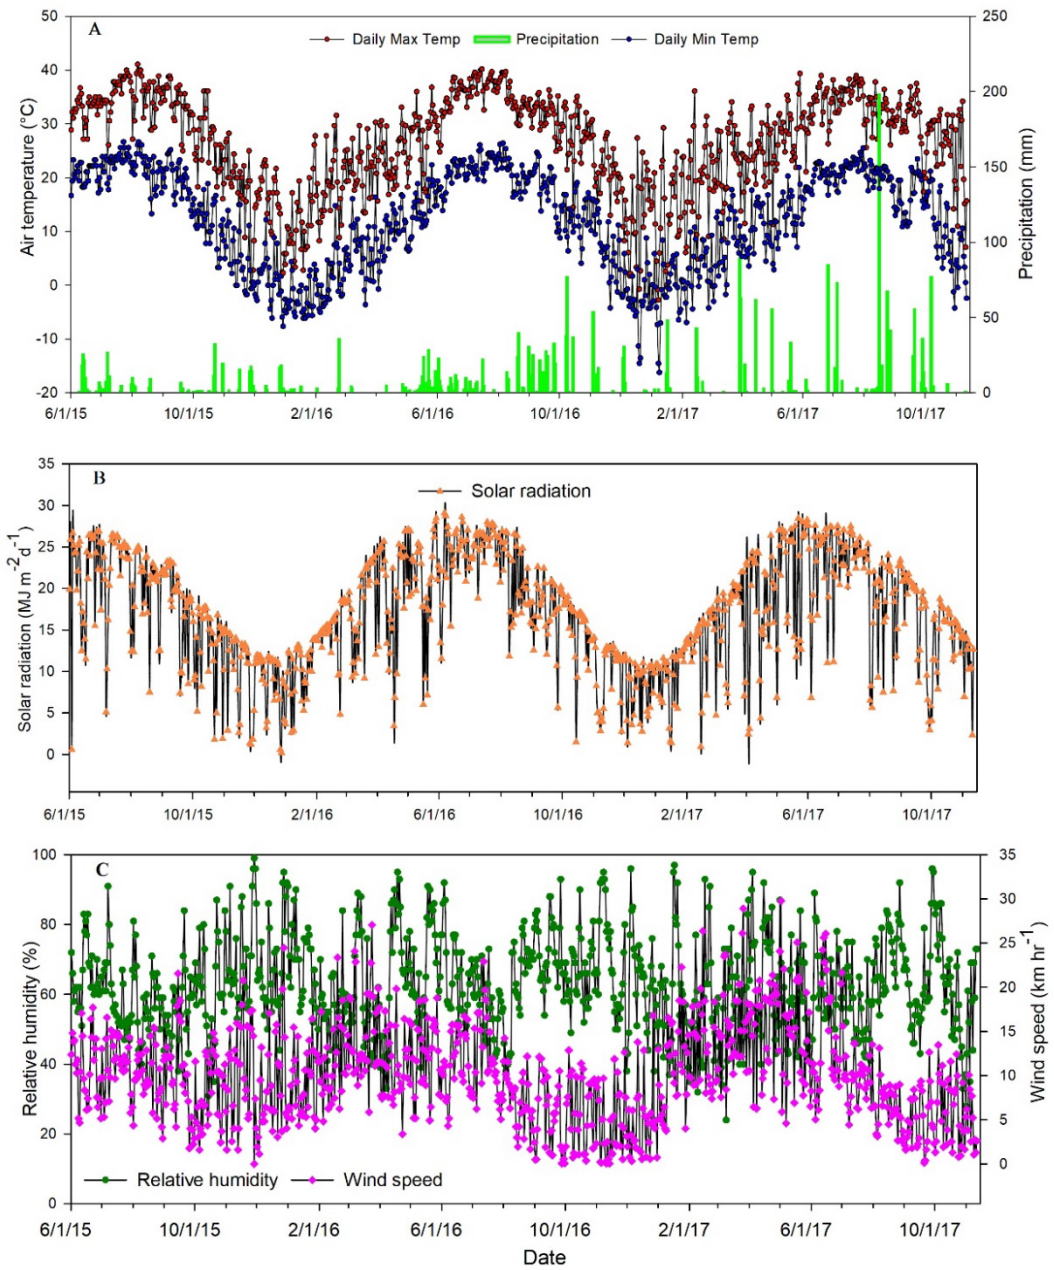 A
Daily Max Temp Precipitation Daily Min Temp
Air temperature (°C)
50
40
30
20
10
0
-10
-20
Precipitation (mm)
250
200
150
100
50
0
6/1/15 10/1/15 2/1/16 6/1/16 10/1/16 2/1/17 6/1/17 10/1/17
B
Solar radiation
Solar radiation (MJ m-2d-1)
35
30
25
20
15
10
5
0
6/1/15 10/1/15 2/1/16 6/1/16 10/1/16 2/1/17 6/1/17 10/1/17
C
Relative humidity (%)
100
80
60
40
20
0
Wind speed (km hr-1)
35
30
25
20
15
10
5
0
Relative humidity Wind speed
6/1/15 10/1/15 2/1/16 6/1/16 10/1/16 2/1/17 6/1/17 10/1/17
Date